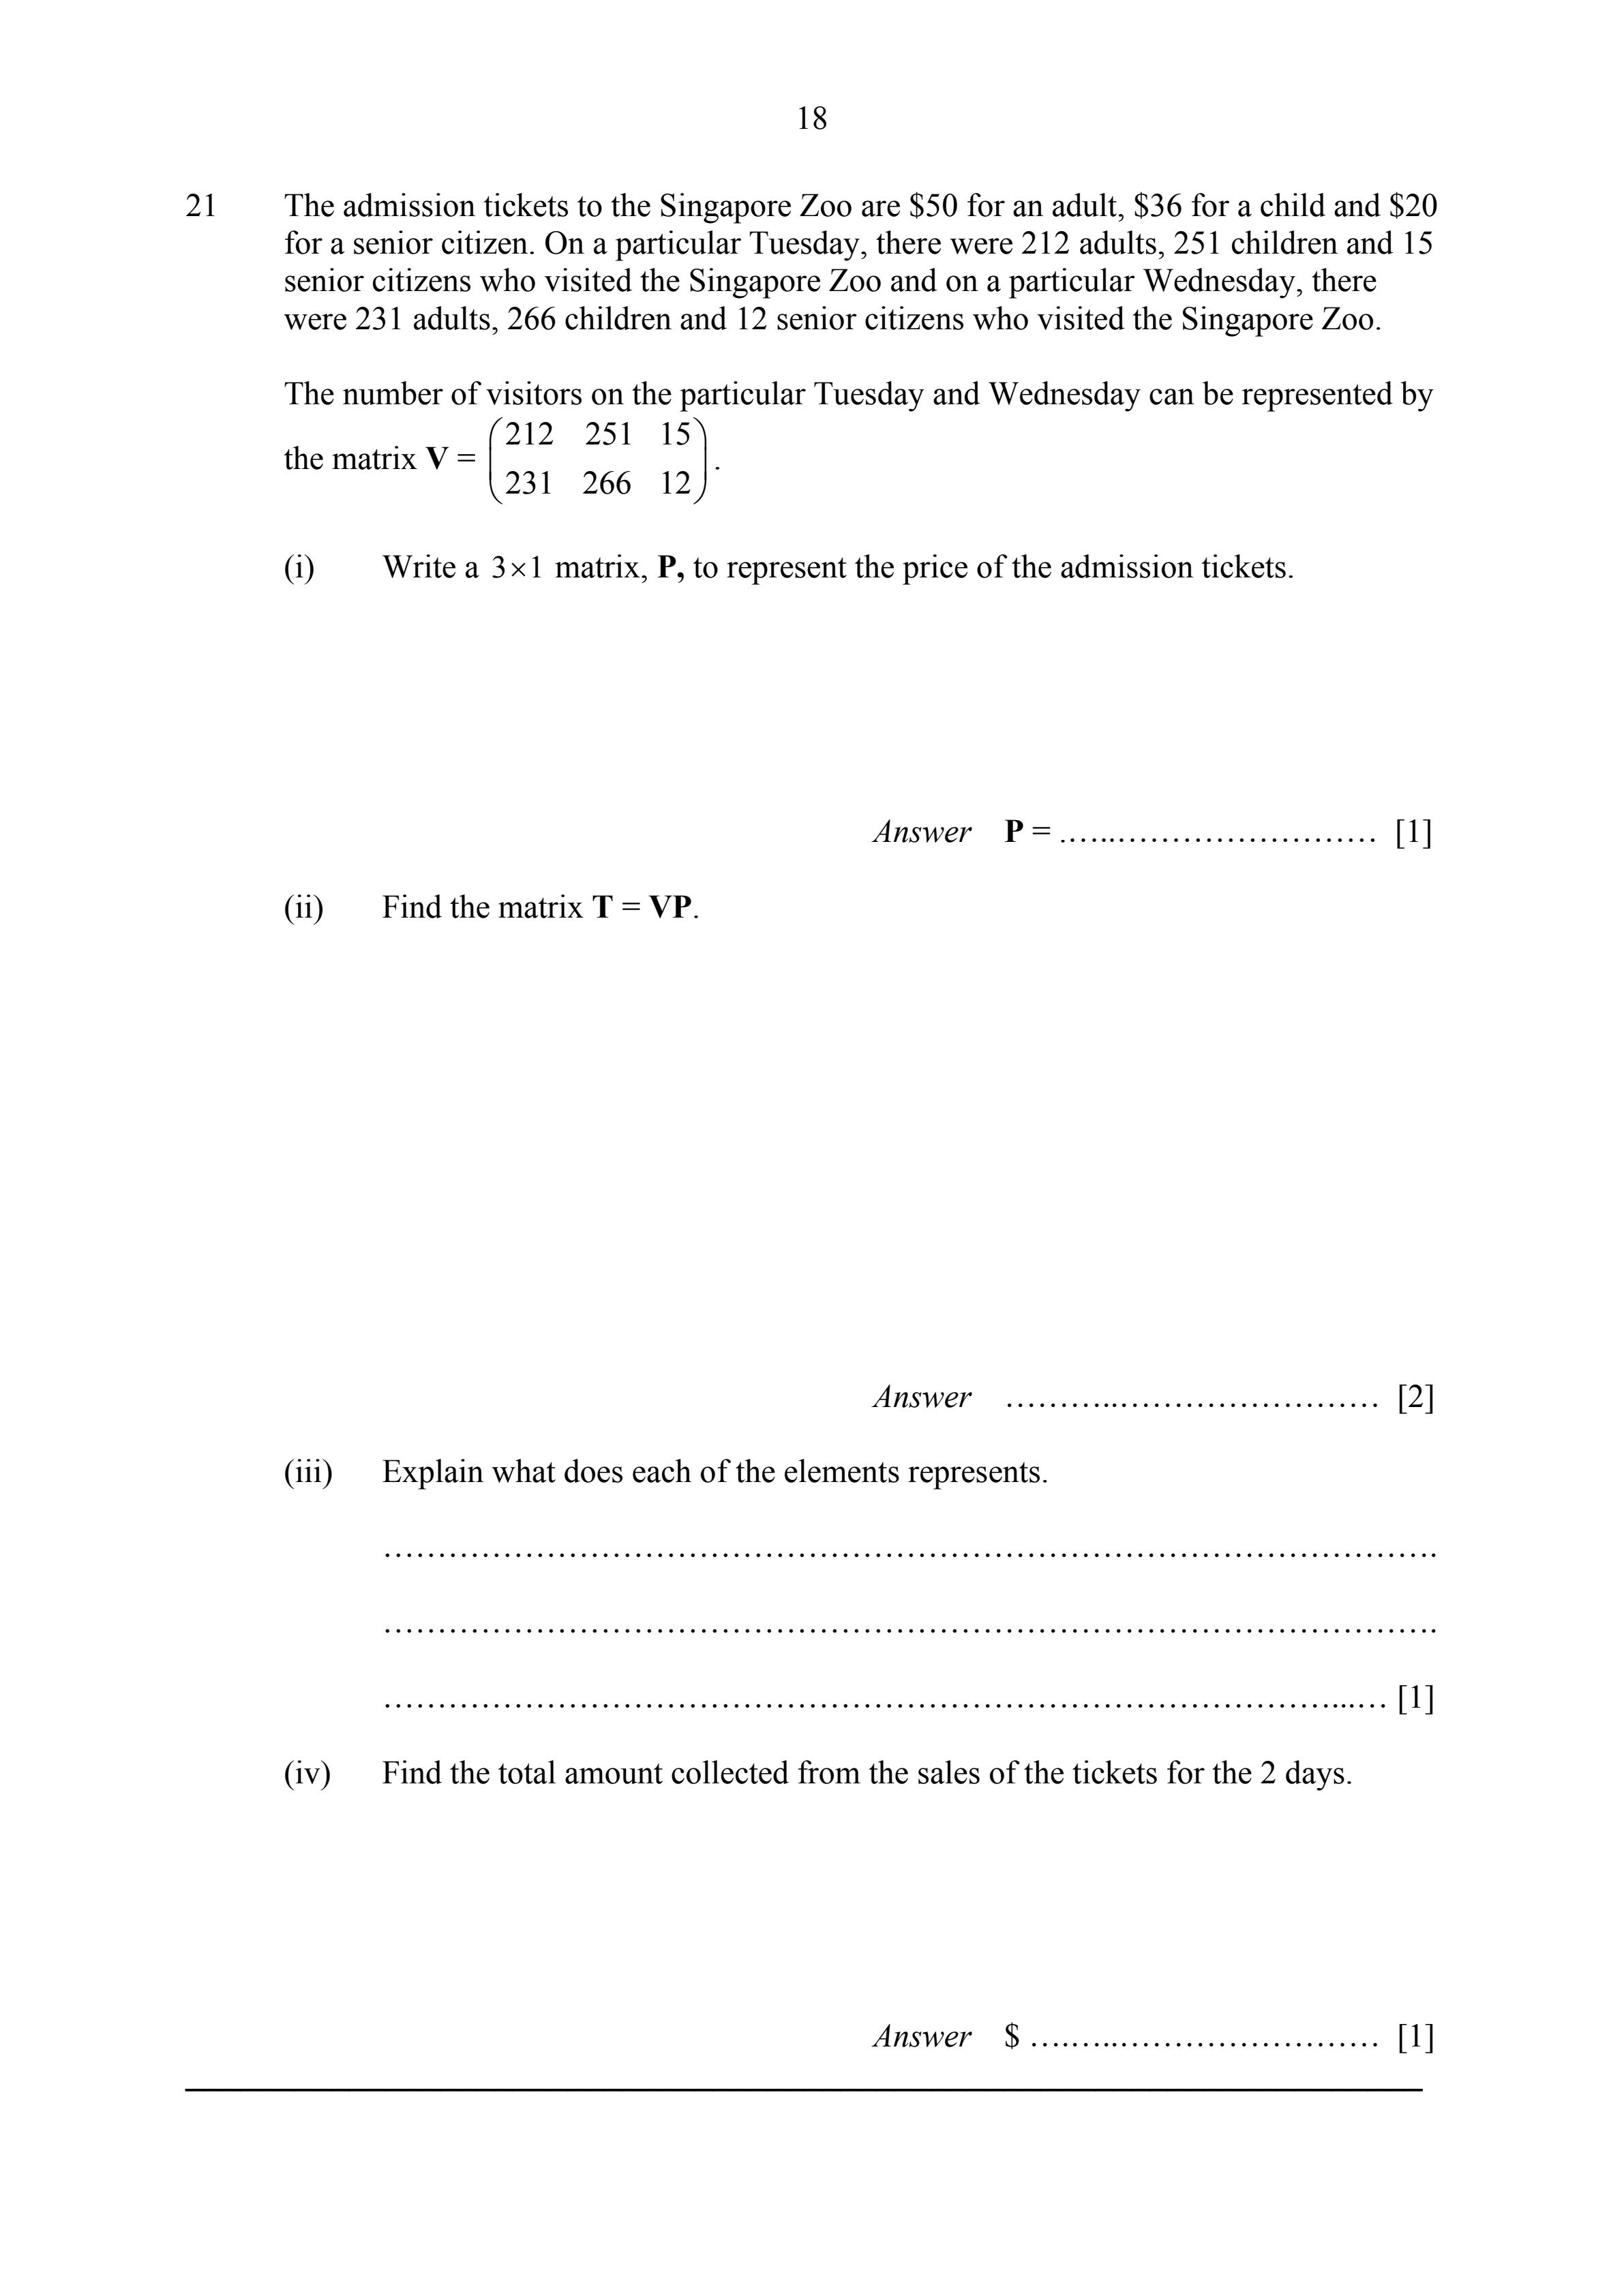 18
21 The admission tickets to the Singapore Zoo are $50 for an adult, $36 for a child and $20
for a senior citizen. On a particular Tuesday, there were 212 adults, 251 children and 15
senior citizens who visited the Singapore Zoo and on a particular Wednesday, there
were 231 adults, 266 children and 12 senior citizens who visited the Singapore Zoo.
The number of visitors on the particular Tuesday and Wednesday can be represented by
the matrix V = (212 251 15
231 266 12).
(i) Write a 3×1 matrix, P, to represent the price of the admission tickets.
Answer P = ................................ [1]
(ii) Find the matrix T = VP.
Answer ................................ [2]
(iii) Explain what does each of the elements represents.
................................................................
................................................................
................................................................ [1]
(iv) Find the total amount collected from the sales of the tickets for the 2 days.
Answer $ ................................ [1]